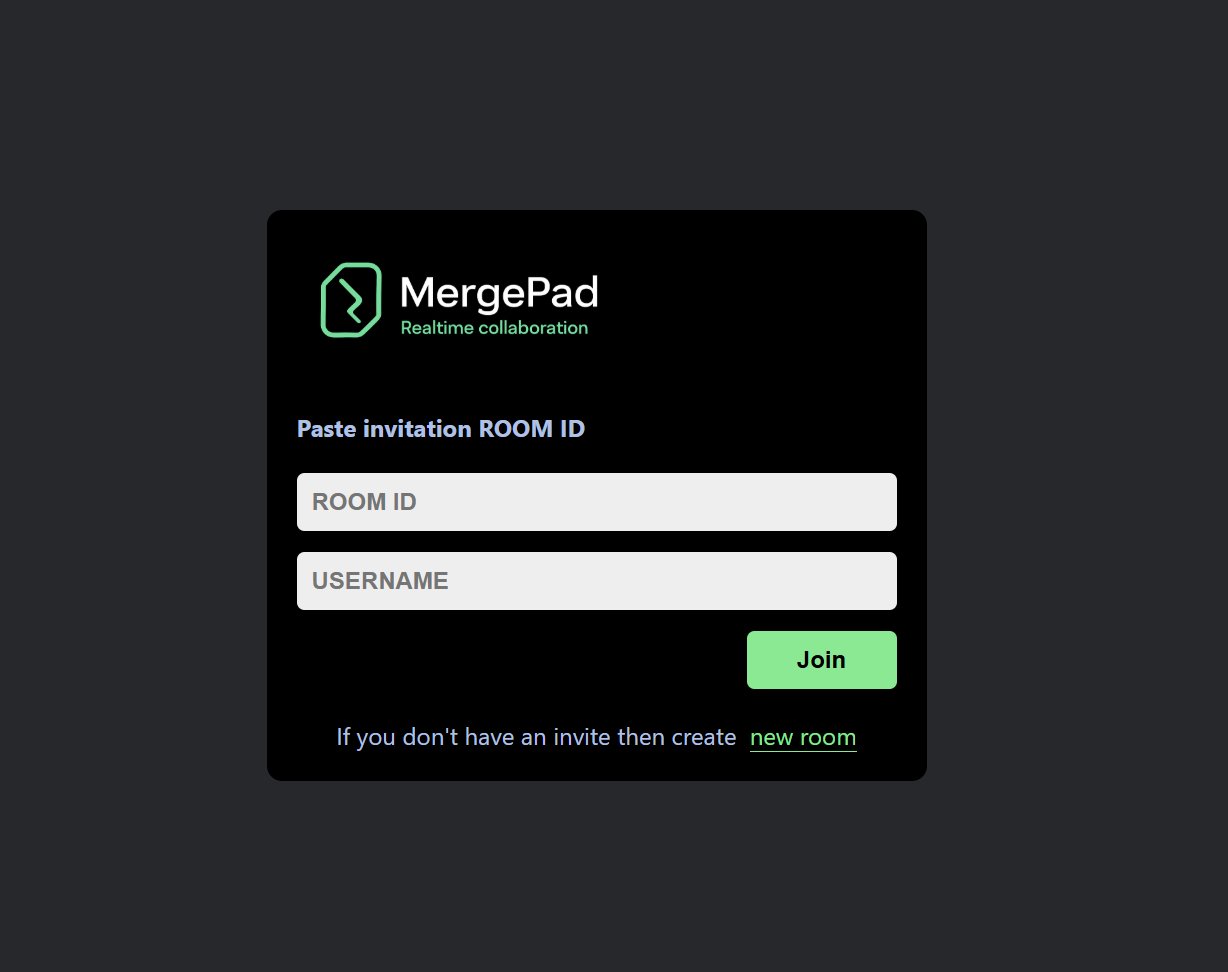 MergePad
Realtime collaboration
Paste invitation ROOM ID
ROOM ID
USERNAME
Join
If you don't have an invite then create new room